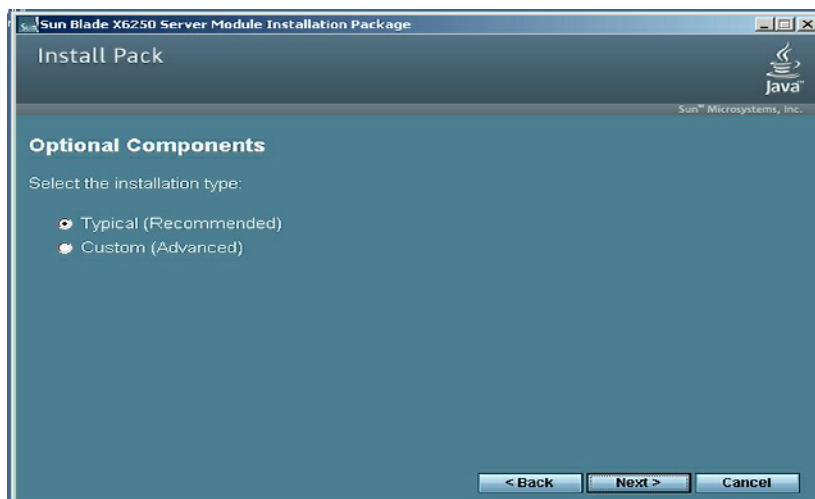 Sun Blade X6250 Server Module Installation Package
Install Pack
Java™
Sun™ Microsystems, Inc.
Optional Components
Select the installation type:
Typical (Recommended)
Custom (Advanced)
< Back Next > Cancel